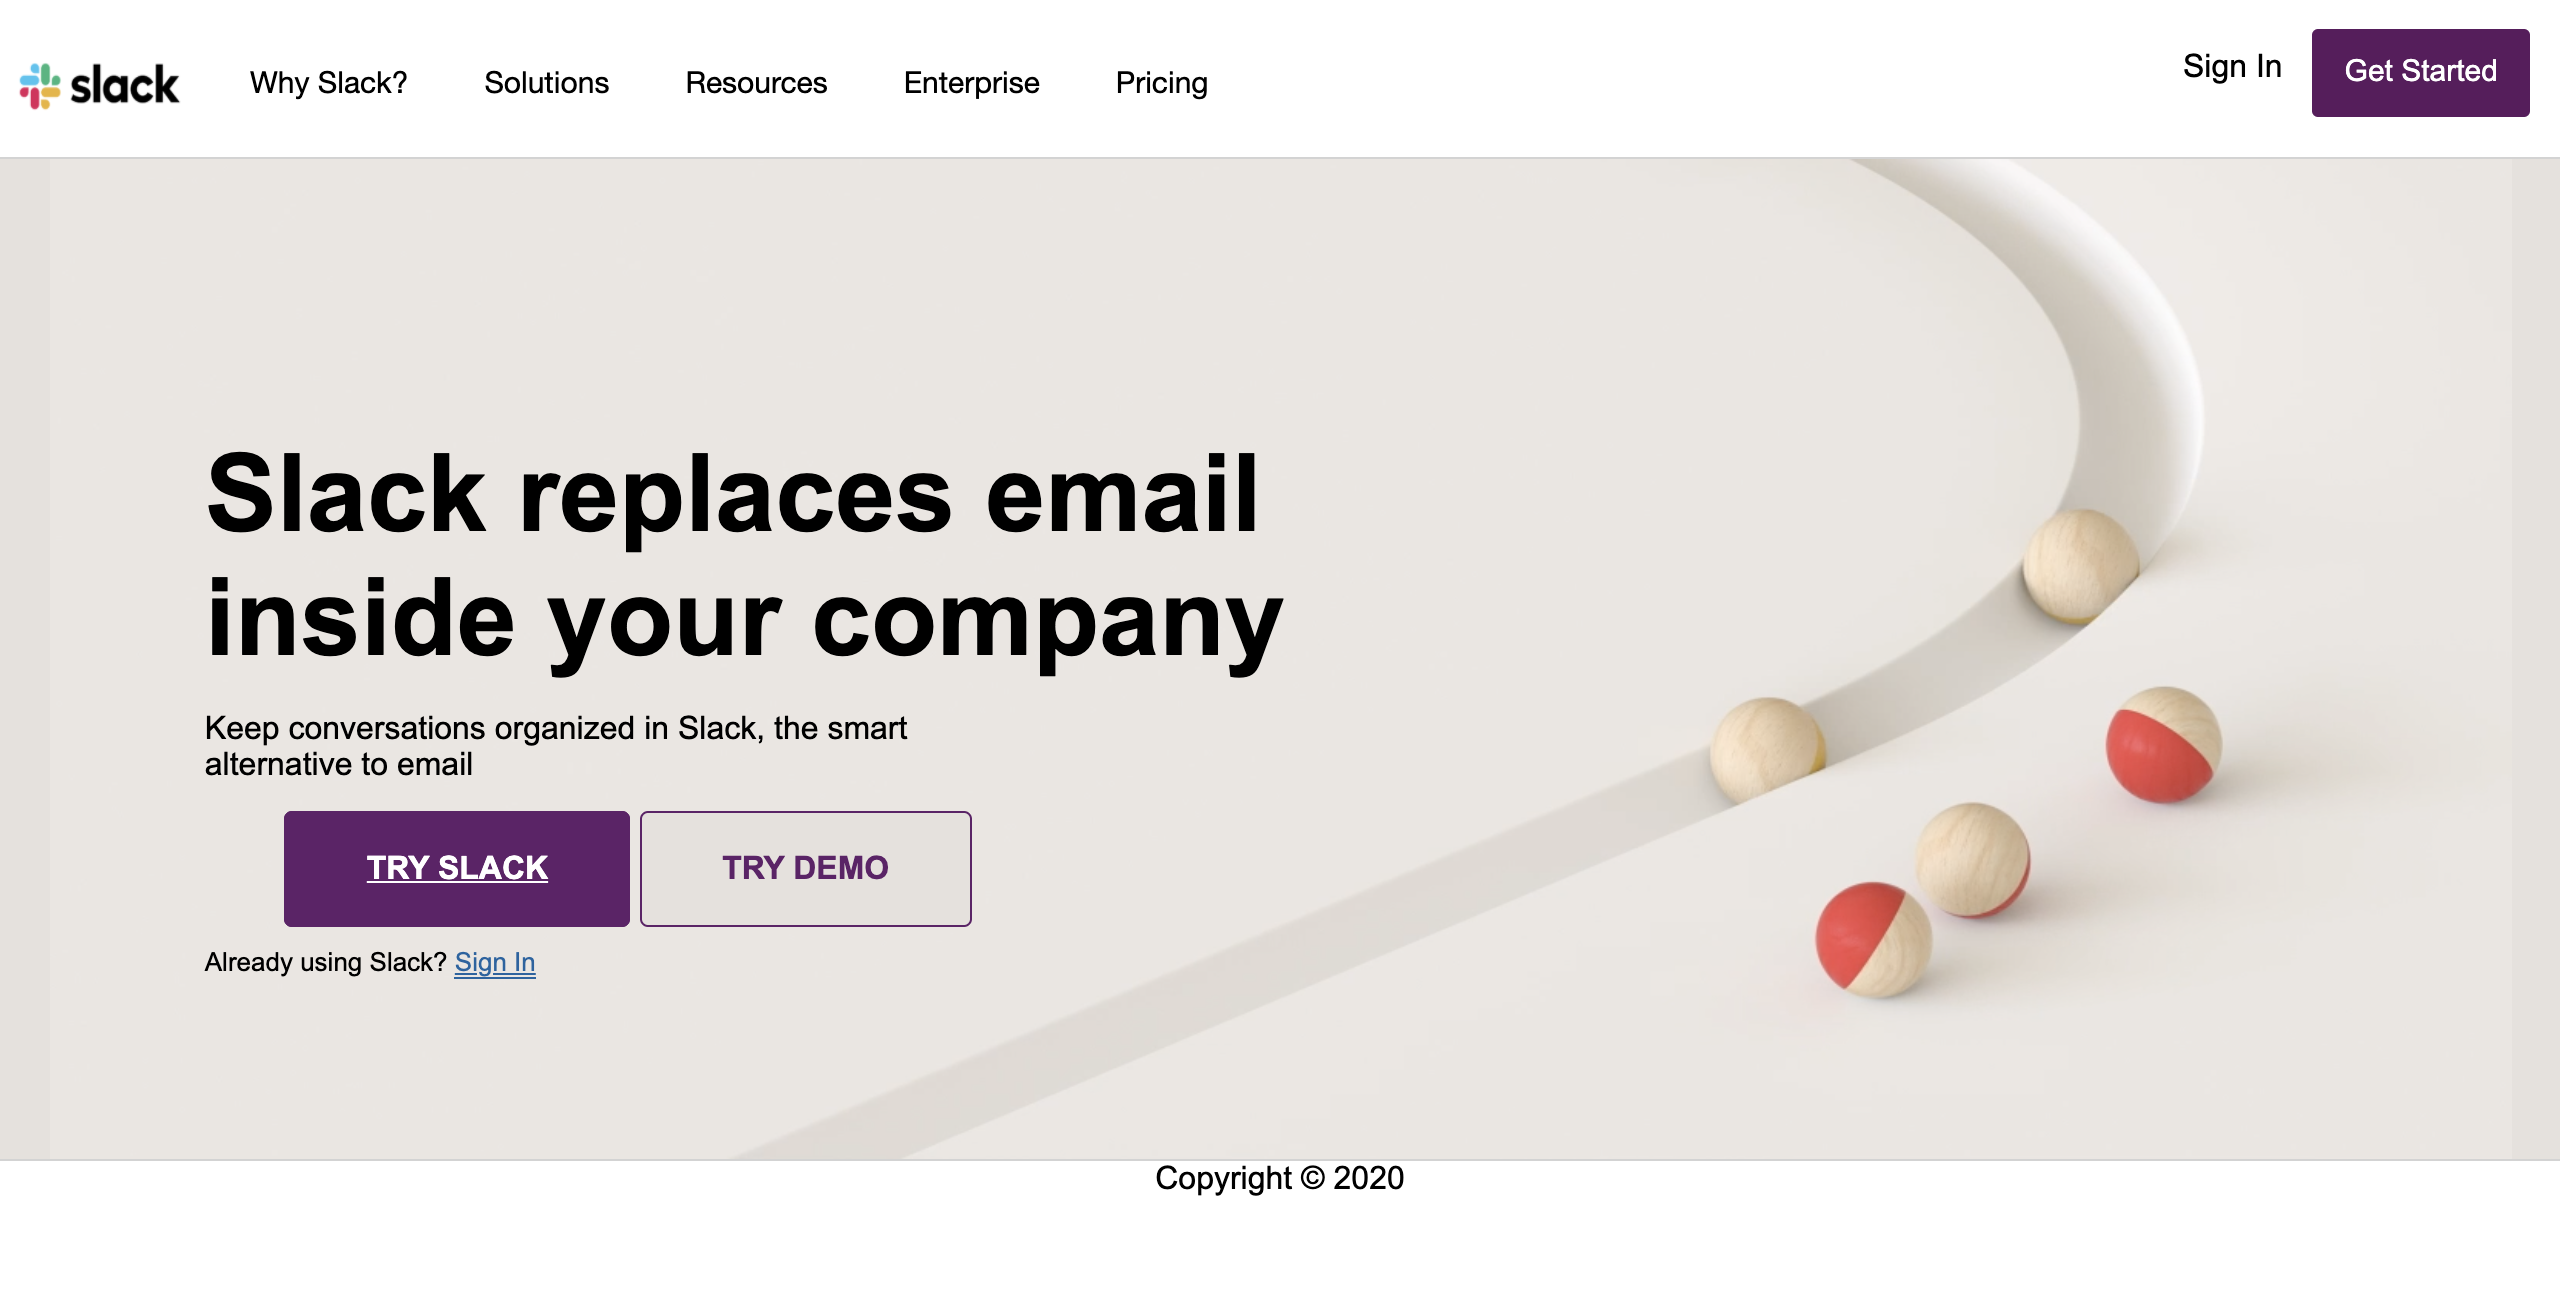 slack
Why Slack?
Solutions
Resources
Enterprise
Pricing
Sign In
Get Started
Slack replaces email
inside your company
Keep conversations organized in Slack, the smart
alternative to email
TRY SLACK
TRY DEMO
Already using Slack? Sign In
Copyright © 2020